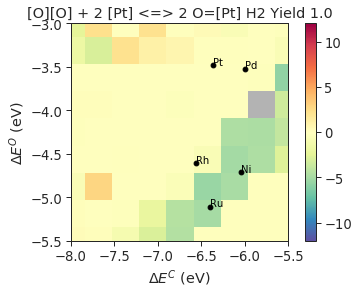 [O][O] + 2 [Pt] <=> 2 O=[Pt] H2 Yield 1.0
−3.0
−3.5
−4.0
−4.5
−5.0
−5.5
ΔE^O (eV)
Pt
Pd
Rh
Ni
Ru
−8.0 −7.5 −7.0 −6.5 −6.0 −5.5
ΔE^C (eV)
10
5
0
−5
−10